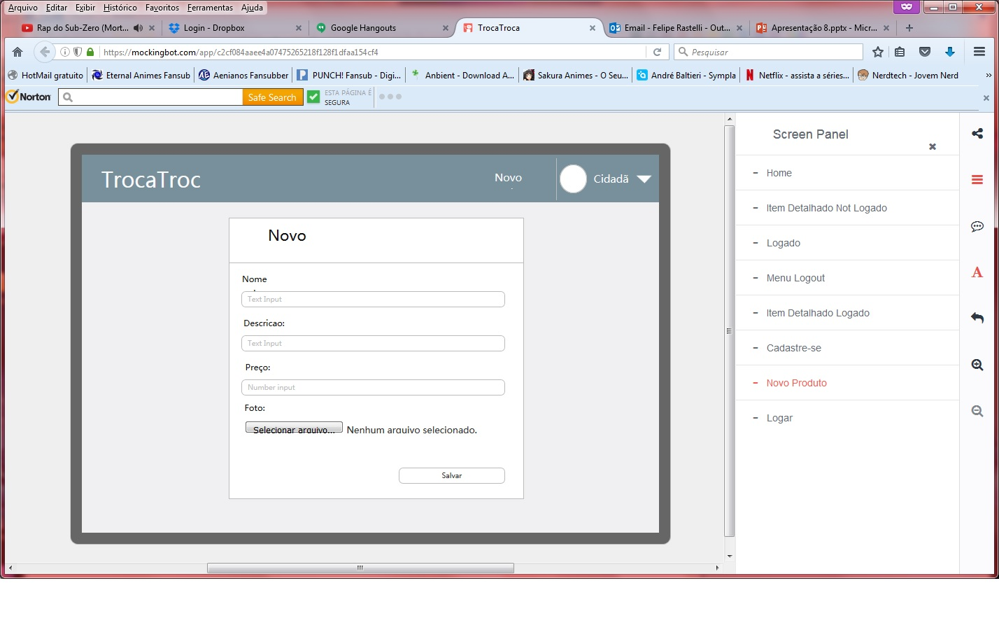 Arquivo Editar Exibir Histórico Favoritos Ferramentas Ajuda
Rap do Sub-Zero (Mort... Login - Dropbox Google Hangouts TrocaTroca Email - Felipe Rastelli - Out... Apresentação 8.pptx - Micr...
https://mockingbot.com/app/c2cf084aaee4a07475265218f128f1dfaa154cf4 Pesquisar
HotMail gratuito Eternal Animes Fansub Aenianos Fansubber PUNCH! Fansub - Digi... Anbient - Download A... Sakura Animes - O Seu... André Baltieri - Sympla Netflix - assista a séries... Nerdtech - Jovem Nerd
Norton Safe Search ESTA PÁGINA É
SEGURA
TrocaTroc Novo Cidadã
Novo
Nome
Text Input
Descricao:
Text Input
Preço:
Number input
Foto:
Selecionar arquivo... Nenhum arquivo selecionado.
Salvar
Screen Panel
- Home
- Item Detalhado Not Logado
- Logado
- Menu Logout
- Item Detalhado Logado
- Cadastre-se
- Novo Produto
- Logar
A